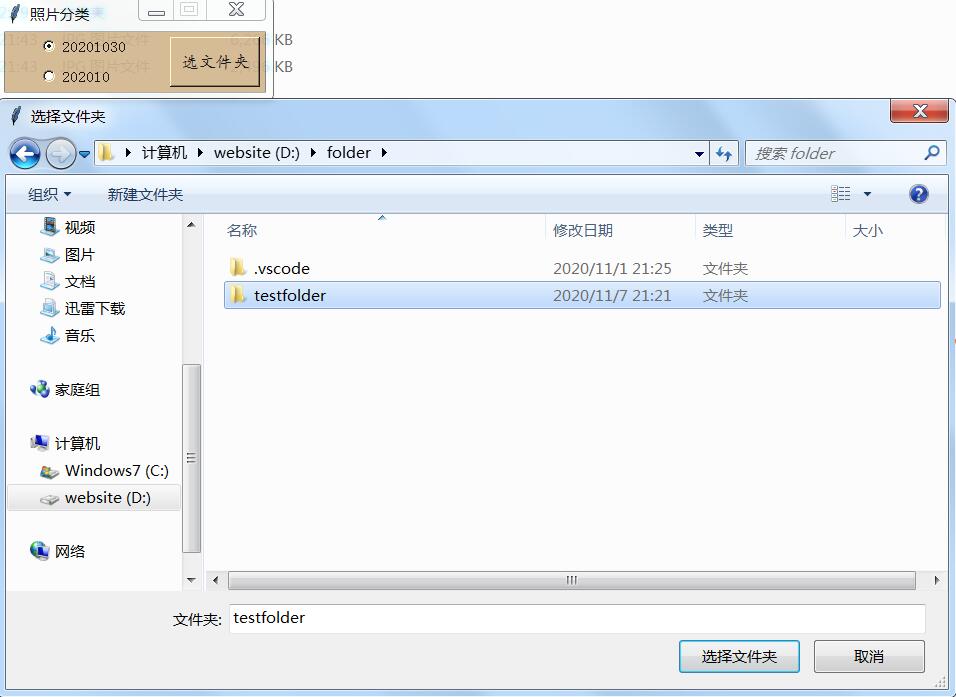 照片分类
20201030
202010
选文件夹
KB
KB
选择文件夹
计算机 website (D:) folder
搜索 folder
组织 新建文件夹
视频
图片
文档
迅雷下载
音乐
家庭组
计算机
Windows7 (C:)
website (D:)
网络
名称 修改日期 类型 大小
.vscode 2020/11/1 21:25 文件夹
testfolder 2020/11/7 21:21 文件夹
文件夹: testfolder
选择文件夹 取消